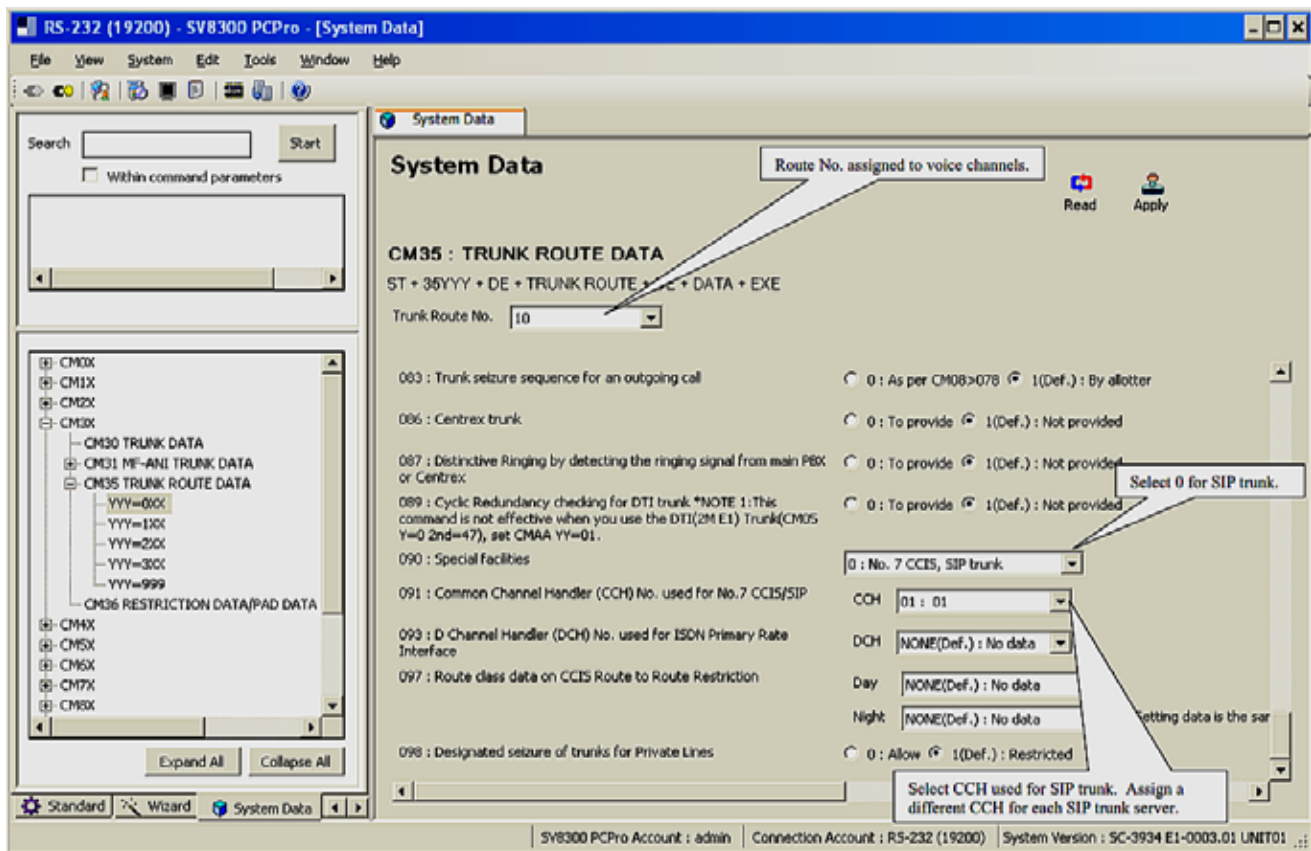 RS-232 (19200) - SV8300 PCPro - [System Data]
File View System Edit Tools Window Help
Search Start
Within command parameters
CM0X
CM1X
CM2X
CM3X
CM30 TRUNK DATA
CM31 MF-ANI TRUNK DATA
CM35 TRUNK ROUTE DATA
YYY=0XX
YYY=1XX
YYY=2XX
YYY=3XX
YYY=999
CM36 RESTRICTION DATA/PAD DATA
CM4X
CM5X
CM6X
CM7X
CM8X
Expand All Collapse All
Standard Wizard System Data
System Data
System Data
Route No. assigned to voice channels.
Read Apply
CM35 : TRUNK ROUTE DATA
ST + 35YYY + DE + TRUNK ROUTE + + DATA + EXE
Trunk Route No. 10
083 : Trunk seizure sequence for an outgoing call 0 : As per CM08>078 1(Def.) : By allotter
086 : Centrex trunk 0 : To provide 1(Def.) : Not provided
087 : Distinctive Ringing by detecting the ringing signal from main PBX 0 : To provide 1(Def.) : Not provided
or Centrex
Select 0 for SIP trunk.
089 : Cyclic Redundancy checking for DTI trunk *NOTE 1:This 0 : To provide 1(Def.) : Not provided
command is not effective when you use the DTI(2M E1) Trunk(CM05
Y=0 2nd=47), set CMAA YY=01.
090 : Special facilities 0 : No. 7 CCIS, SIP trunk
091 : Common Channel Handler (CCH) No. used for No.7 CCIS/SIP CCH 01 : 01
093 : D Channel Handler (DCH) No. used for ISDN Primary Rate DCH NONE(Def.) : No data
Interface
097 : Route class data on CCIS Route to Route Restriction Day NONE(Def.) : No data
Night NONE(Def.) : No data etting data is the sar
098 : Designated seizure of trunks for Private Lines 0 : Allow 1(Def.) : Restricted
Select CCH used for SIP trunk. Assign a
different CCH for each SIP trunk server.
SV8300 PCPro Account : admin Connection Account : RS-232 (19200) System Version : SC-3934 E1-0003.01 UNIT01